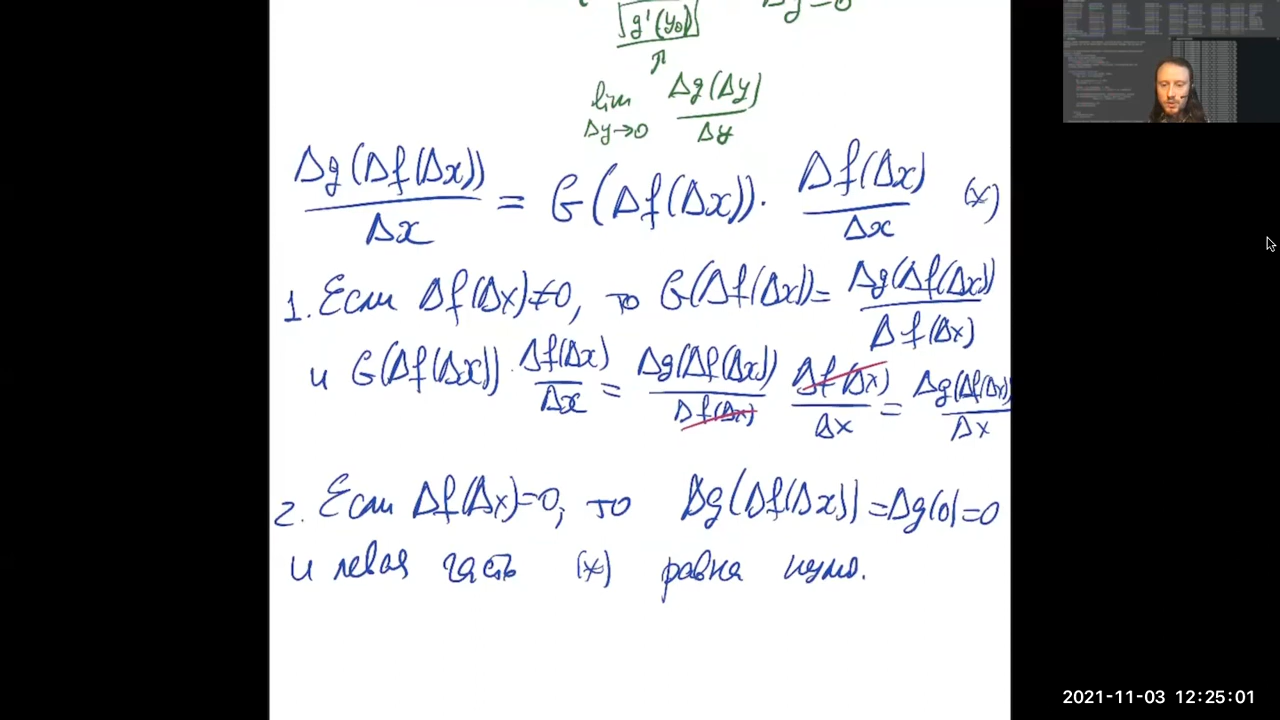 g'(y₀) Δy=0
lim Δy→0 Δg(Δy)/Δy
Δg(Δf(Δx))/Δx = G(Δf(Δx))· Δf(Δx)/Δx (*)
1. Если Δf(Δx)≠0, то G(Δf(Δx))= Δg(Δf(Δx))/Δf(Δx)
и G(Δf(Δx))·Δf(Δx)/Δx = Δg(Δf(Δx))/Δf(Δx) Δf(Δx)/Δx = Δg(Δf(Δx))/Δx
2. Если Δf(Δx)=0, то Δg(Δf(Δx))=Δg(0)=0
и левая часть (*) равна нулю.
2021-11-03 12:25:01